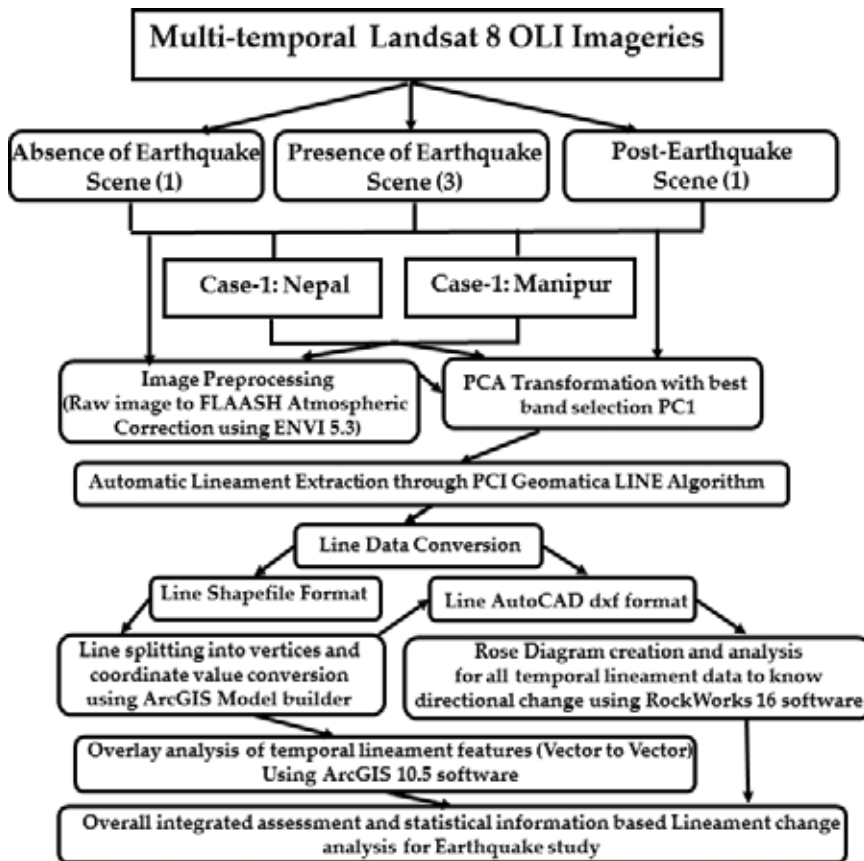 Multi-temporal Landsat 8 OLI Imageries
Absence of Earthquake
Scene (1)
Presence of Earthquake
Scene (3)
Post-Earthquake
Scene (1)
Case-1: Nepal
Case-1: Manipur
Image Preprocessing
(Raw image to FLAASH Atmospheric
Correction using ENVI 5.3)
PCA Transformation with best
band selection PC1
Automatic Lineament Extraction through PCI Geomatica LINE Algorithm
Line Data Conversion
Line Shapefile Format
Line AutoCAD dxf format
Line splitting into vertices and
coordinate value conversion
using ArcGIS Model builder
Rose Diagram creation and analysis
for all temporal lineament data to know
directional change using RockWorks 16 software
Overlay analysis of temporal lineament features (Vector to Vector)
Using ArcGIS 10.5 software
Overall integrated assessment and statistical information based Lineament change
analysis for Earthquake study